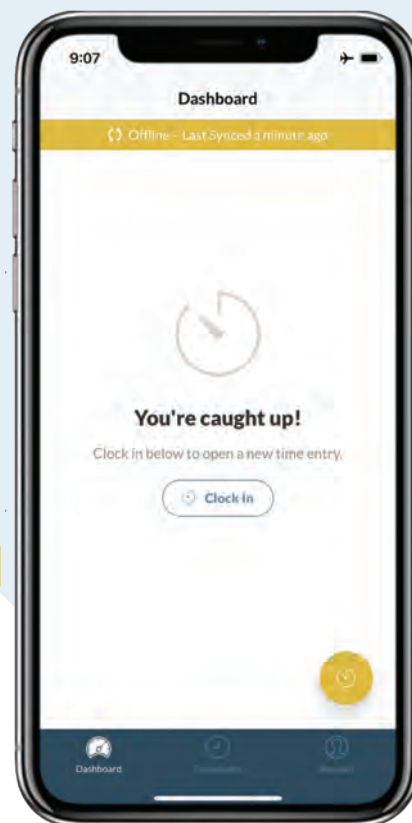 9:07
Dashboard
Offline - Last Synced a minute ago
You're caught up!
Clock in below to open a new time entry.
Clock In
Dashboard